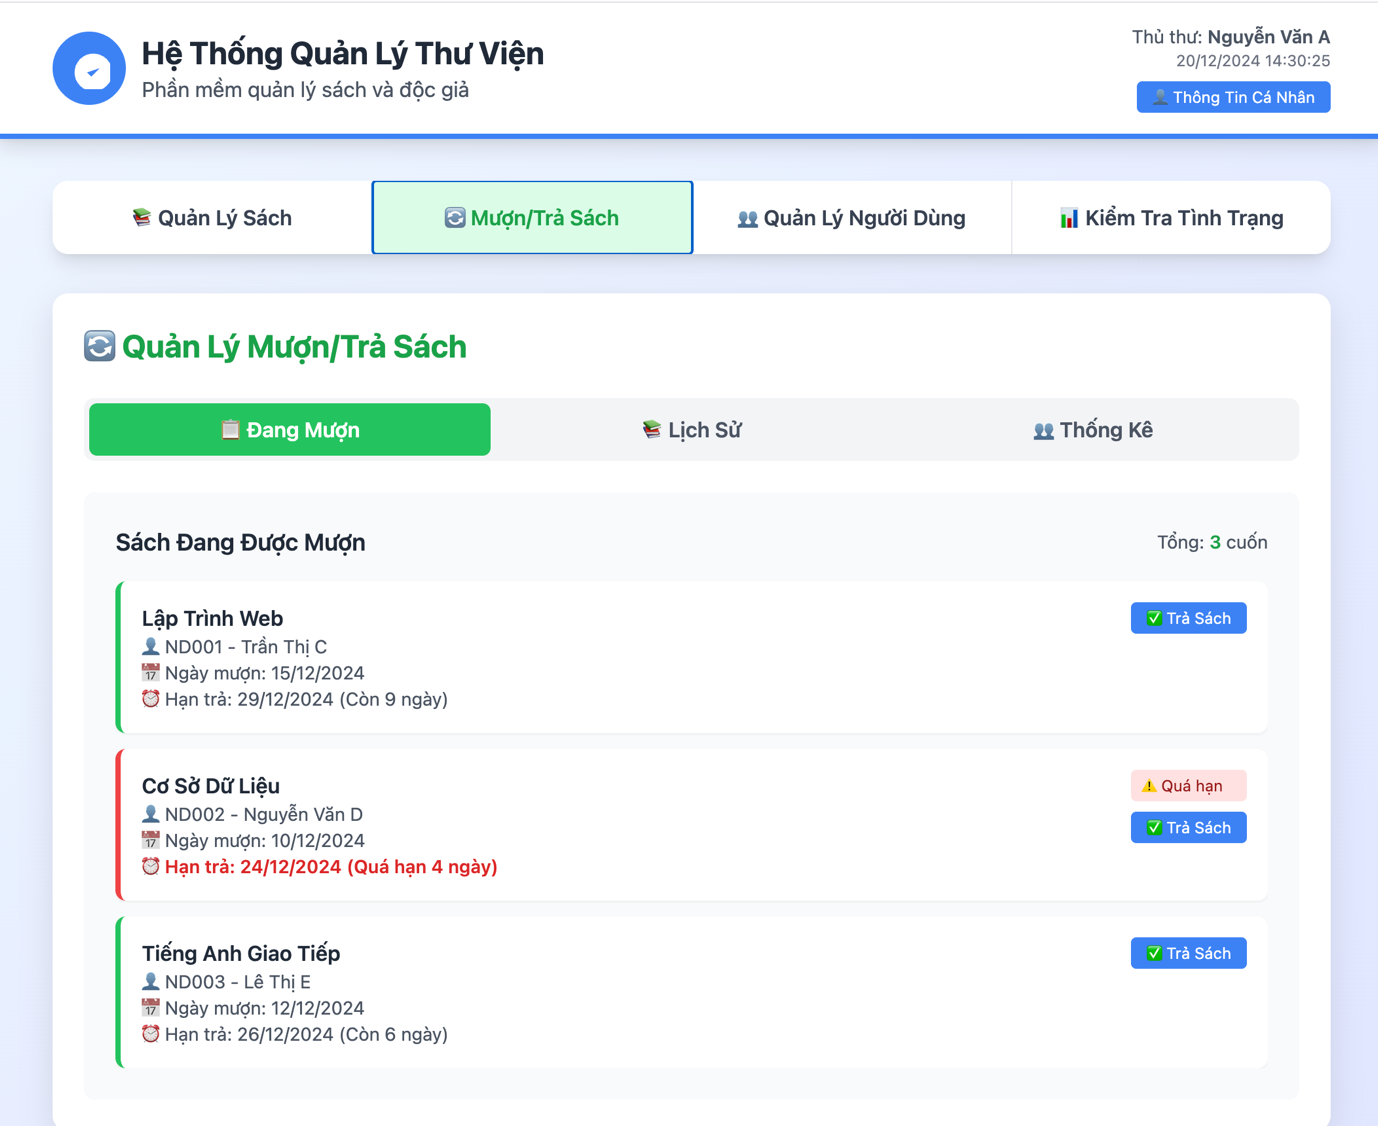 Hệ Thống Quản Lý Thư Viện
Phần mềm quản lý sách và độc giả
Thủ thư: Nguyễn Văn A
20/12/2024 14:30:25
👤 Thông Tin Cá Nhân
📚 Quản Lý Sách
🔄 Mượn/Trả Sách
👥 Quản Lý Người Dùng
📊 Kiểm Tra Tình Trạng
🔄 Quản Lý Mượn/Trả Sách
📋 Đang Mượn
📚 Lịch Sử
👥 Thống Kê
Sách Đang Được Mượn
Tổng: 3 cuốn
Lập Trình Web
👤 ND001 - Trần Thị C
📅 Ngày mượn: 15/12/2024
⏰ Hạn trả: 29/12/2024 (Còn 9 ngày)
✅ Trả Sách
Cơ Sở Dữ Liệu
👤 ND002 - Nguyễn Văn D
📅 Ngày mượn: 10/12/2024
⏰ Hạn trả: 24/12/2024 (Quá hạn 4 ngày)
⚠️ Quá hạn
✅ Trả Sách
Tiếng Anh Giao Tiếp
👤 ND003 - Lê Thị E
📅 Ngày mượn: 12/12/2024
⏰ Hạn trả: 26/12/2024 (Còn 6 ngày)
✅ Trả Sách